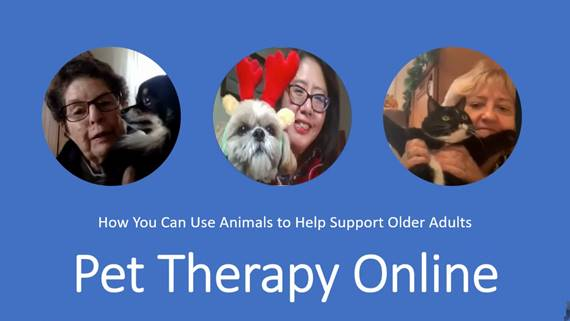 How You Can Use Animals to Help Support Older Adults
Pet Therapy Online